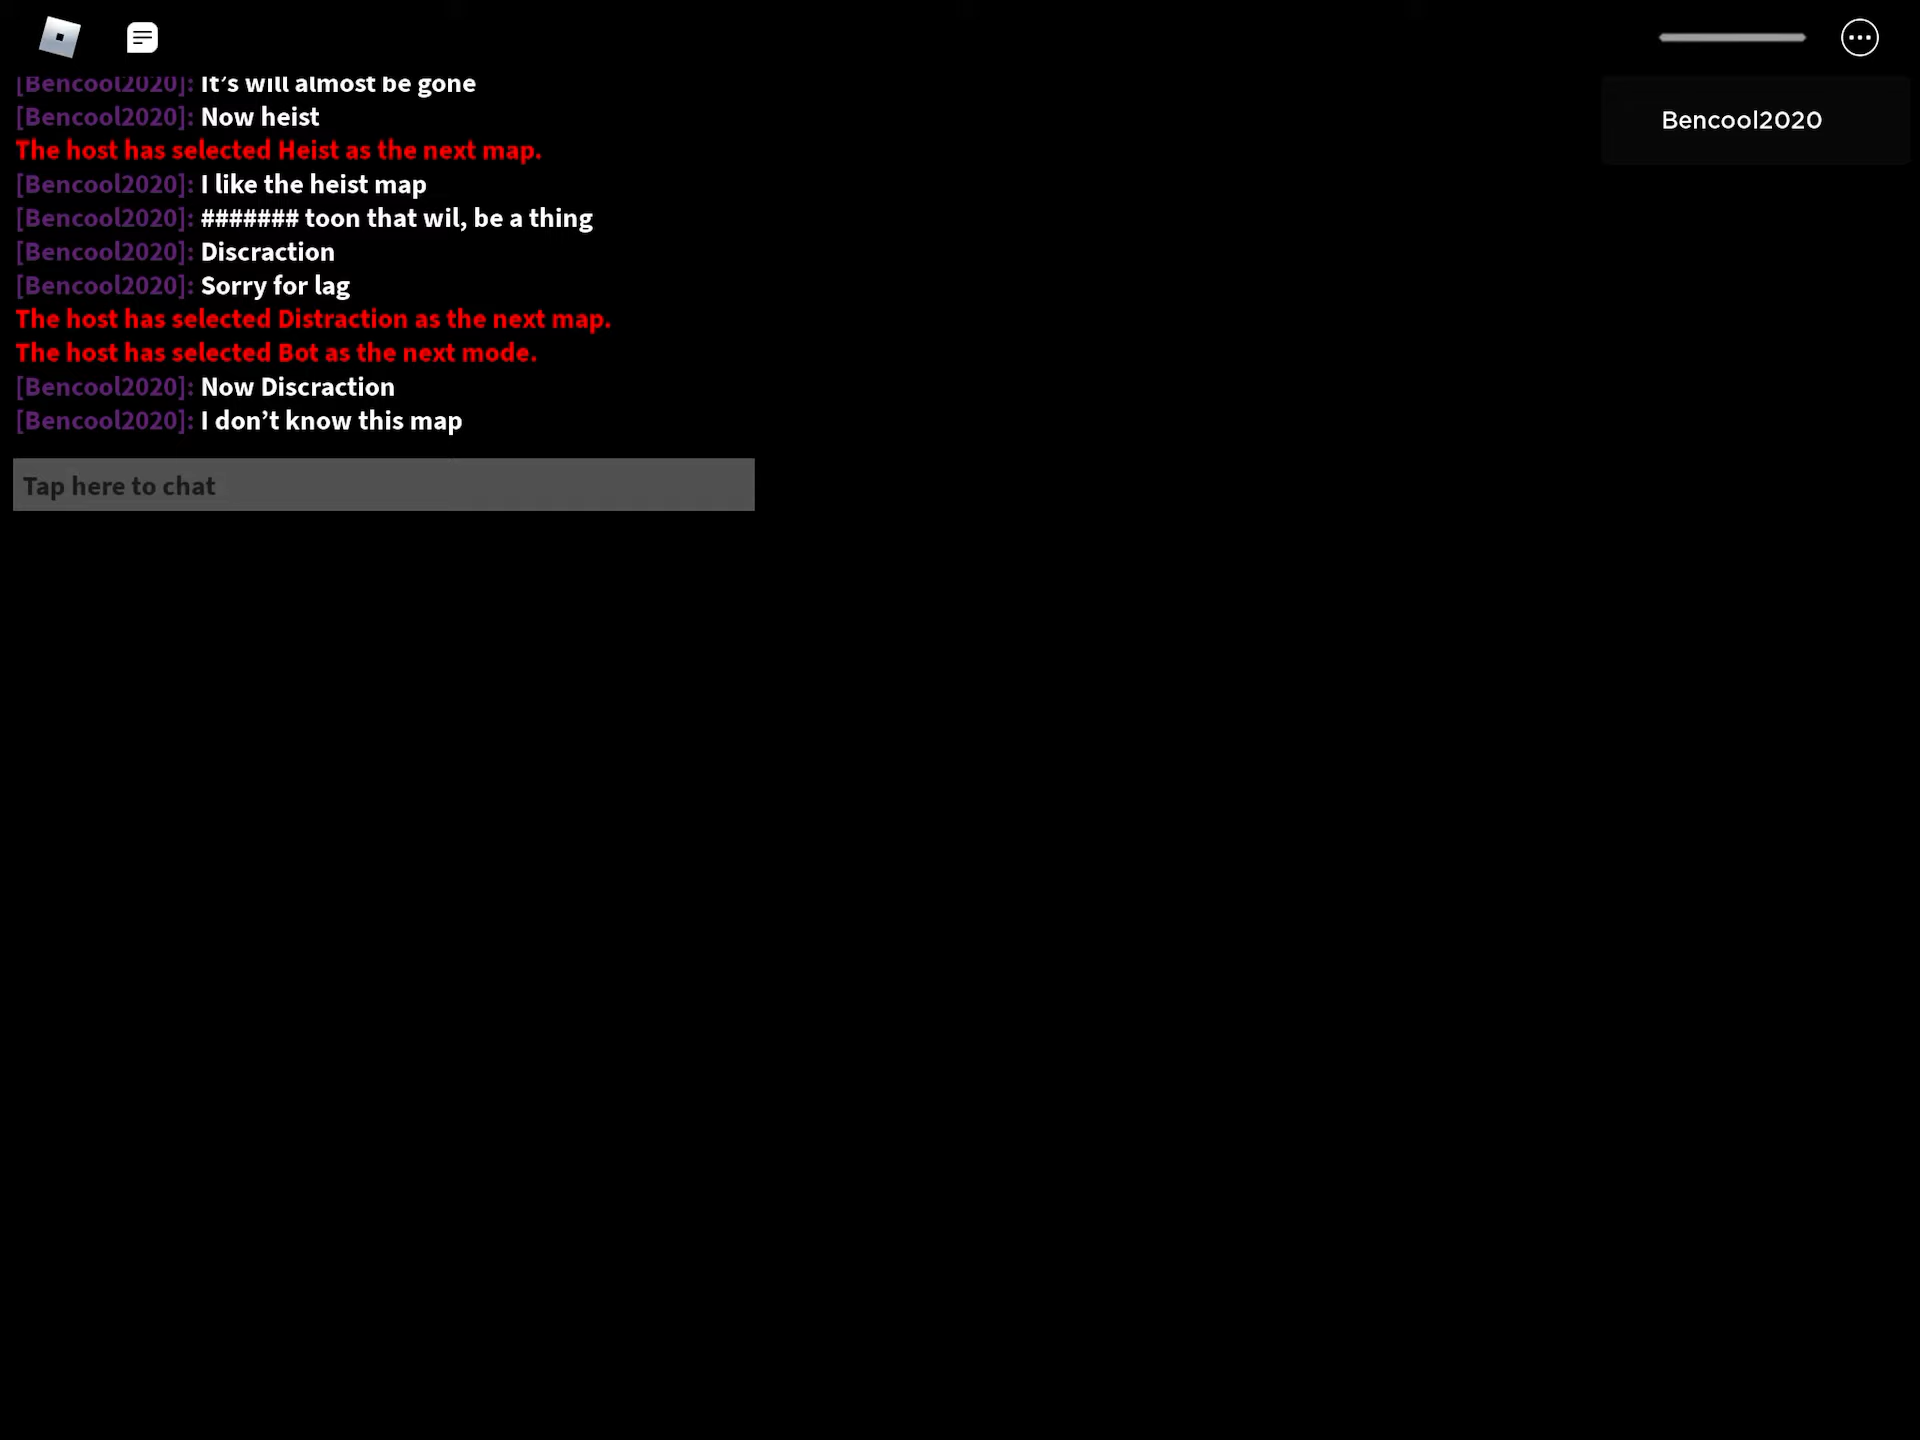 [Bencool2020]: It’s will almost be gone
[Bencool2020]: Now heist
The host has selected Heist as the next map.
[Bencool2020]: I like the heist map
[Bencool2020]: ####### toon that wil, be a thing
[Bencool2020]: Discraction
[Bencool2020]: Sorry for lag
The host has selected Distraction as the next map.
The host has selected Bot as the next mode.
[Bencool2020]: Now Discraction
[Bencool2020]: I don’t know this map
Tap here to chat
Bencool2020